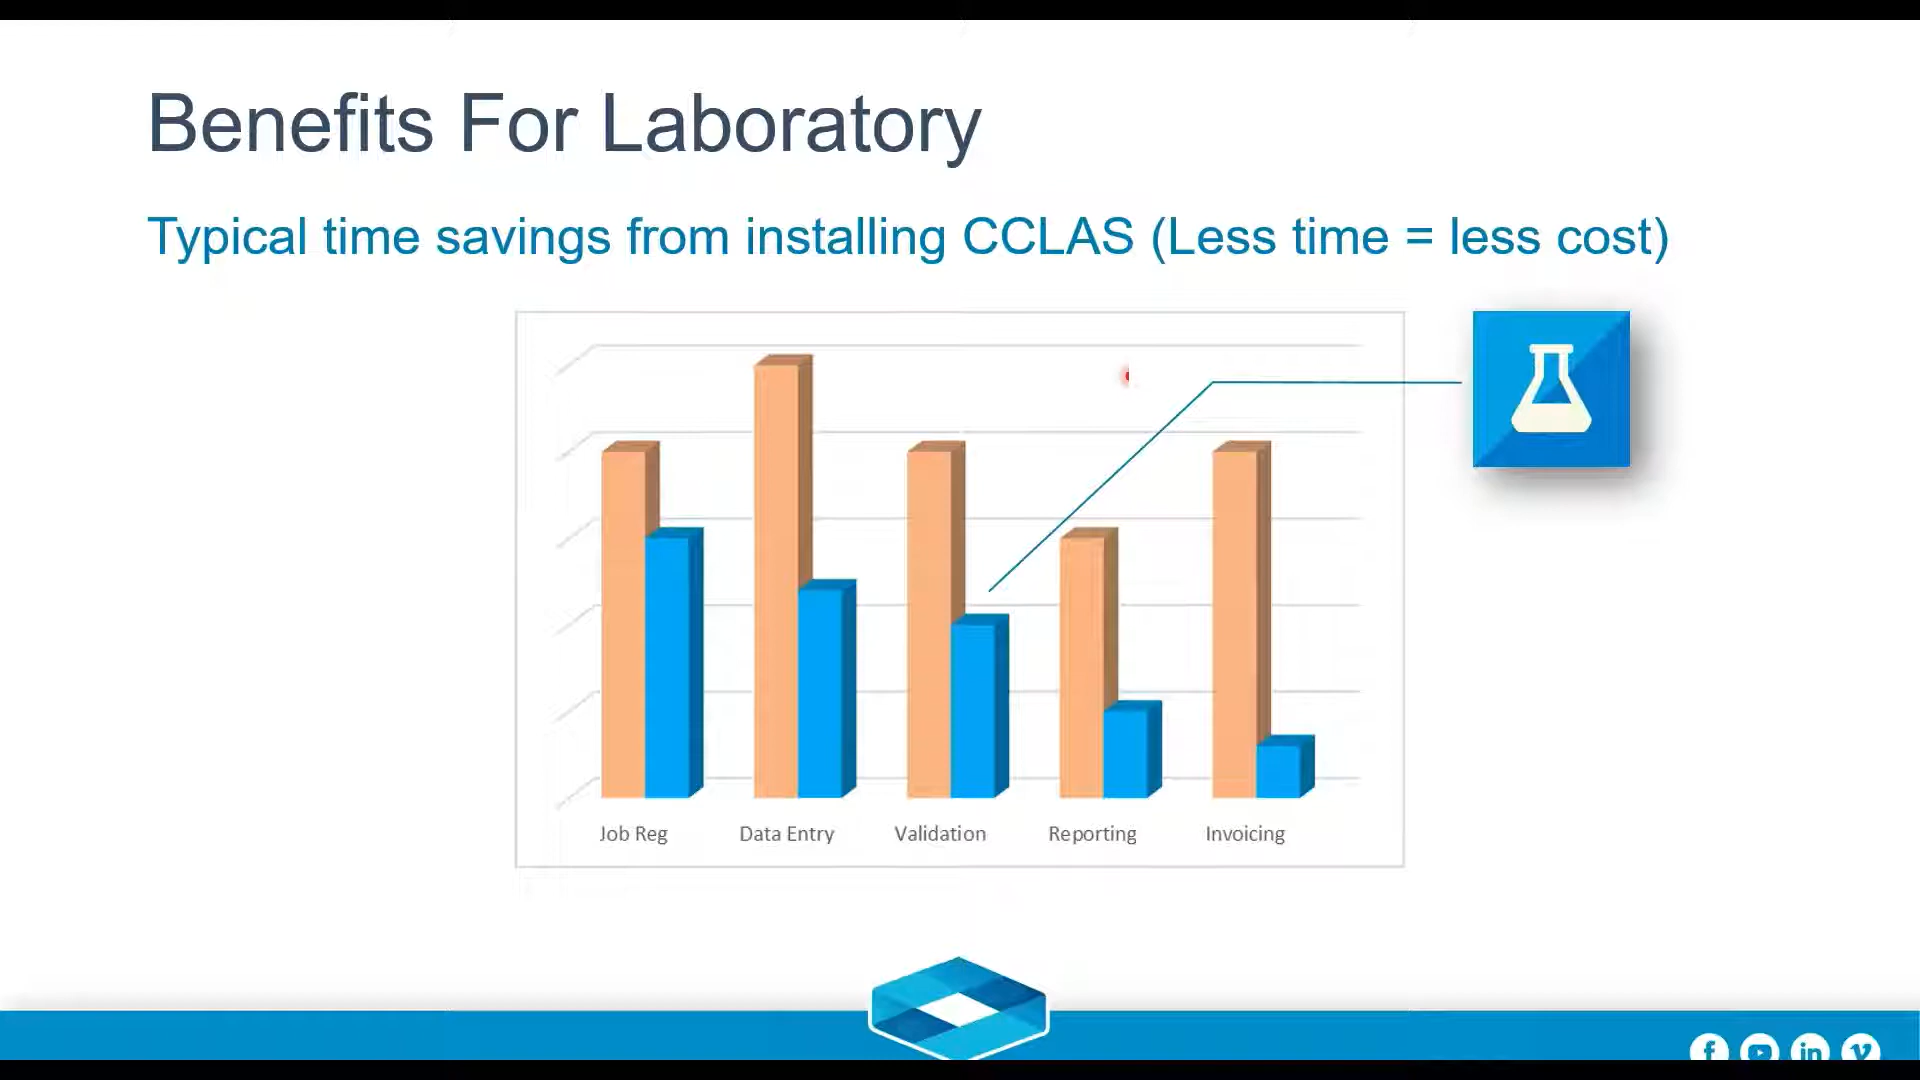 Benefits For Laboratory
Typical time savings from installing CCLAS (Less time = less cost)
Job Reg Data Entry Validation Reporting Invoicing